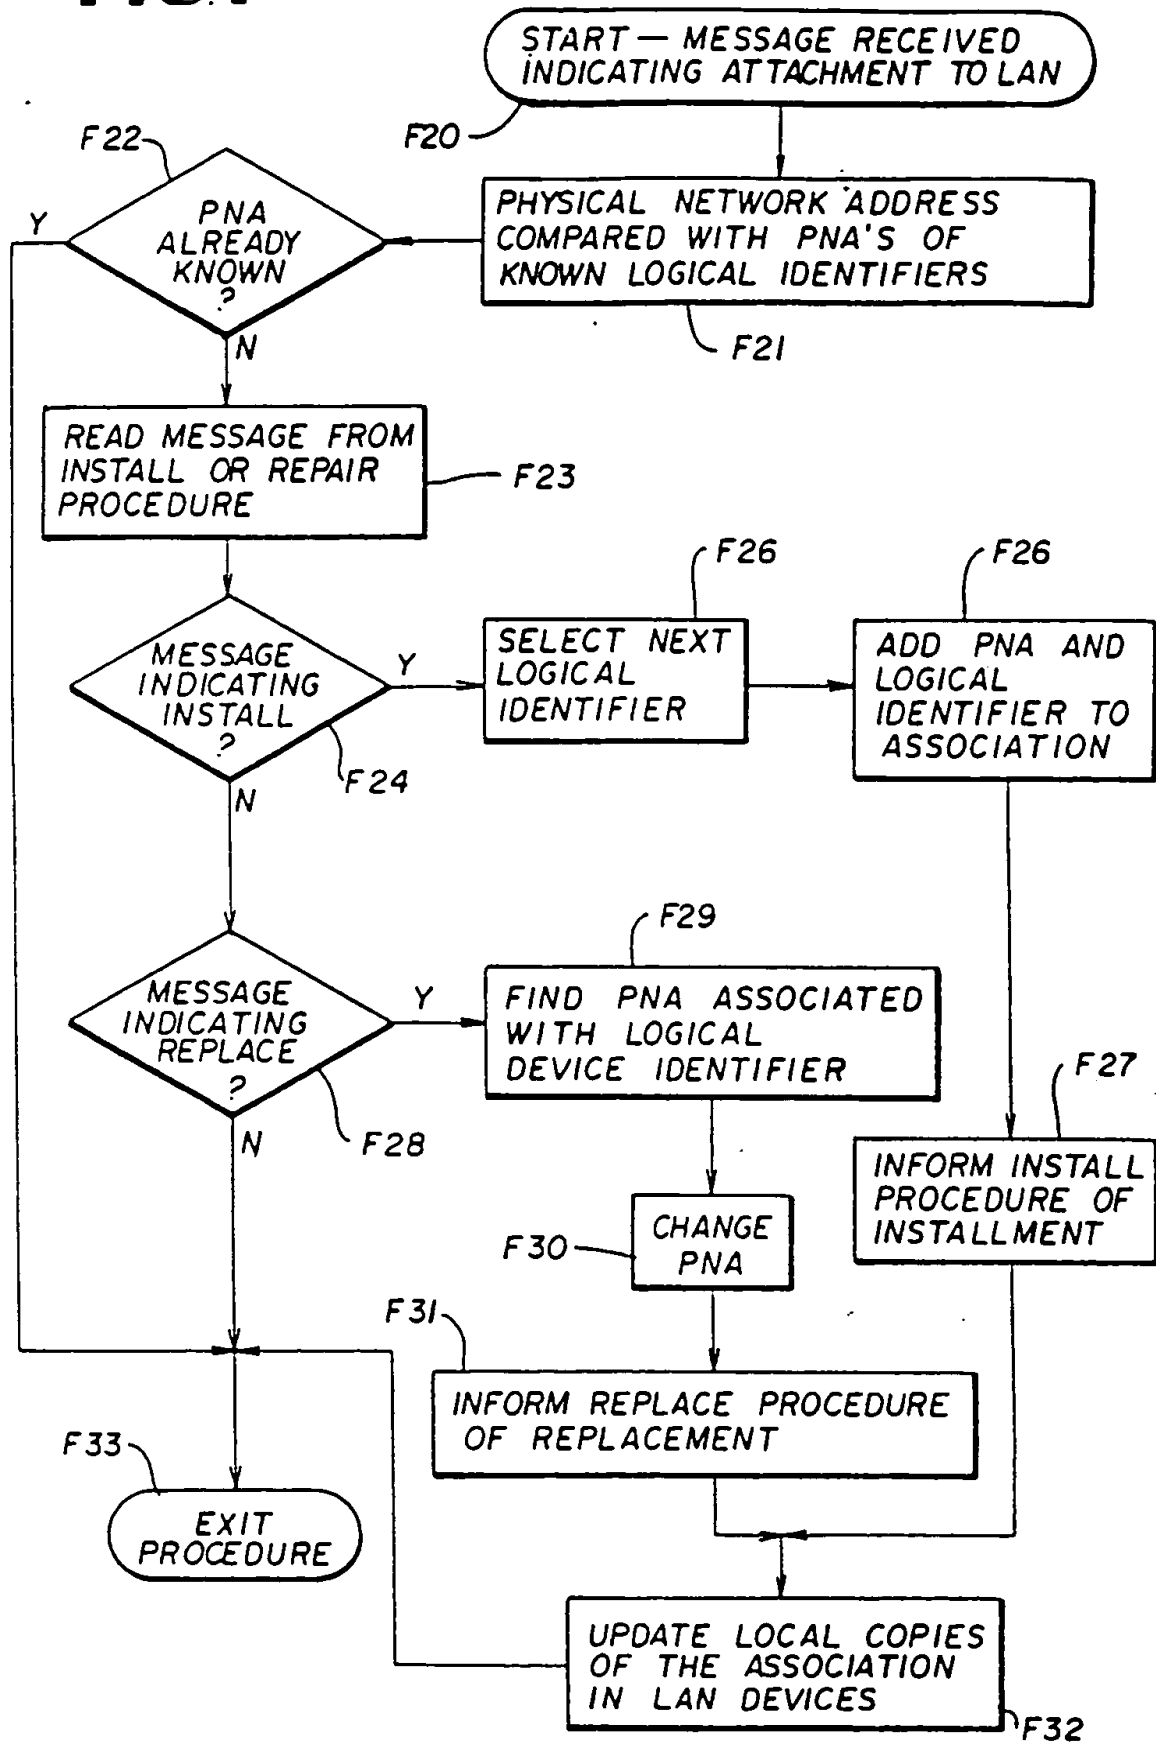 START — MESSAGE RECEIVED
INDICATING ATTACHMENT TO LAN
F20
F22
PHYSICAL NETWORK ADDRESS
COMPARED WITH PNA'S OF
KNOWN LOGICAL IDENTIFIERS
F21
Y
PNA
ALREADY
KNOWN
?
N
READ MESSAGE FROM
INSTALL OR REPAIR
PROCEDURE
F23
MESSAGE
INDICATING
INSTALL
?
F24
Y
N
F26
SELECT NEXT
LOGICAL
IDENTIFIER
F26
ADD PNA AND
LOGICAL
IDENTIFIER TO
ASSOCIATION
MESSAGE
INDICATING
REPLACE
?
F28
Y
N
F29
FIND PNA ASSOCIATED
WITH LOGICAL
DEVICE IDENTIFIER
F27
INFORM INSTALL
PROCEDURE OF
INSTALLMENT
F30
CHANGE
PNA
F31
INFORM REPLACE PROCEDURE
OF REPLACEMENT
F33
EXIT
PROCEDURE
UPDATE LOCAL COPIES
OF THE ASSOCIATION
IN LAN DEVICES
F32